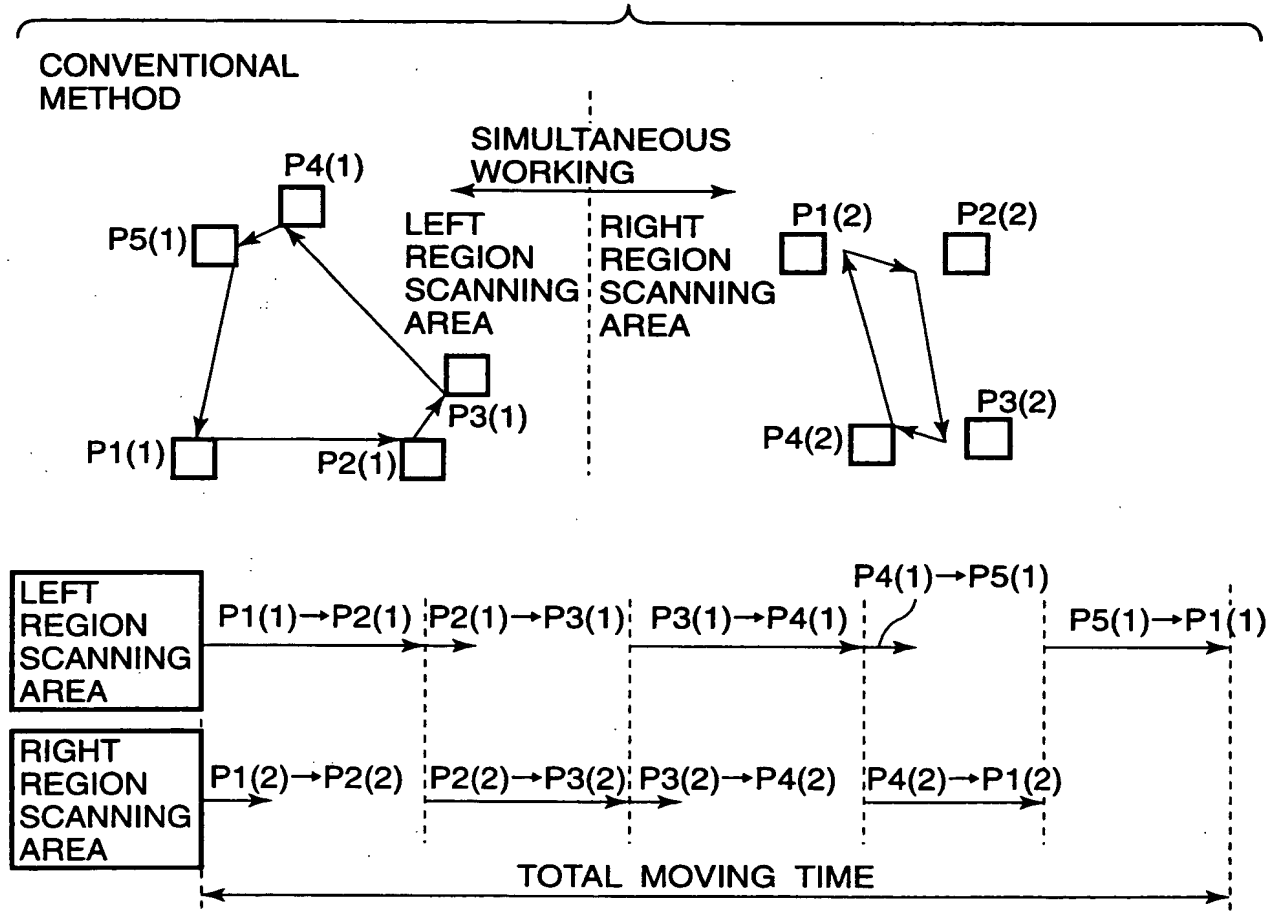 CONVENTIONAL
METHOD
SIMULTANEOUS
WORKING
P4(1)
P5(1)
LEFT
REGION
SCANNING
AREA
RIGHT
REGION
SCANNING
AREA
P1(2)
P2(2)
P3(1)
P3(2)
P1(1)
P2(1)
P4(2)
LEFT
REGION
SCANNING
AREA
P1(1)→P2(1)
P2(1)→P3(1)
P3(1)→P4(1)
P4(1)→P5(1)
P5(1)→P1(1)
RIGHT
REGION
SCANNING
AREA
P1(2)→P2(2)
P2(2)→P3(2)
P3(2)→P4(2)
P4(2)→P1(2)
TOTAL MOVING TIME